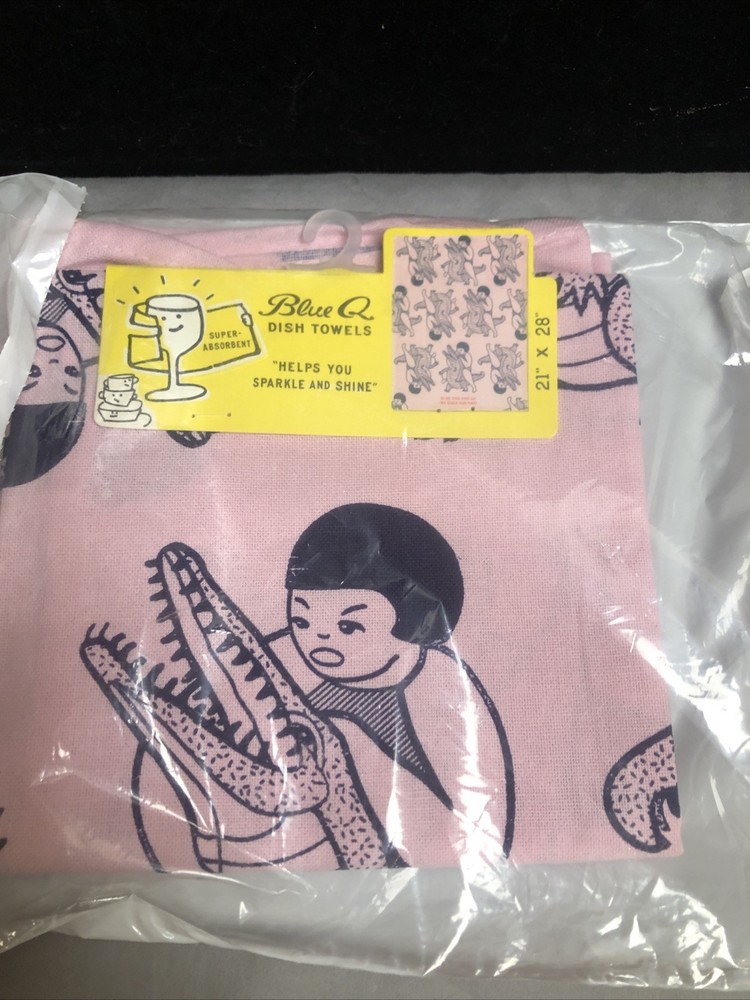 Blue Q
DISH TOWELS
SUPER-
ABSORBENT
"HELPS YOU
SPARKLE AND SHINE"
21" X 28"